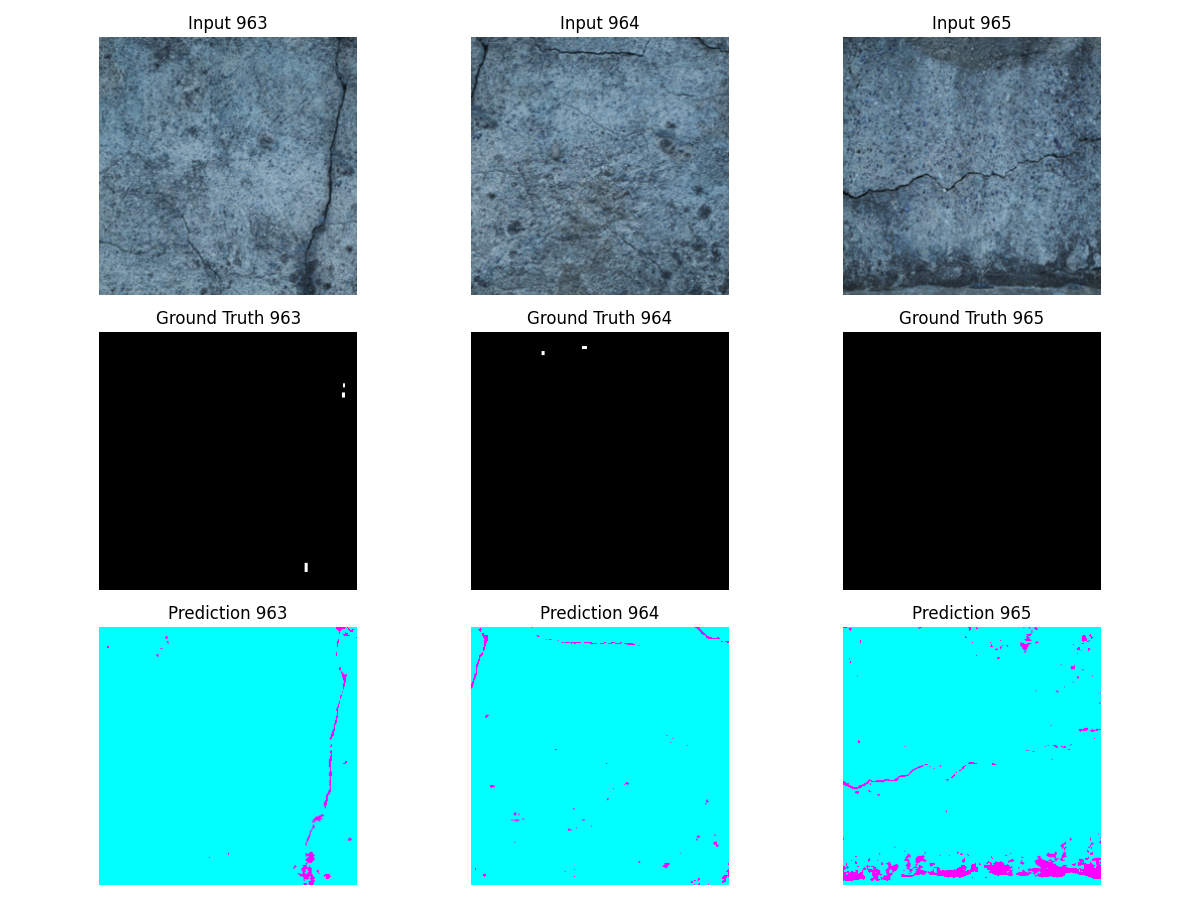 Input 963
Input 964
Input 965
Ground Truth 963
Ground Truth 964
Ground Truth 965
Prediction 963
Prediction 964
Prediction 965